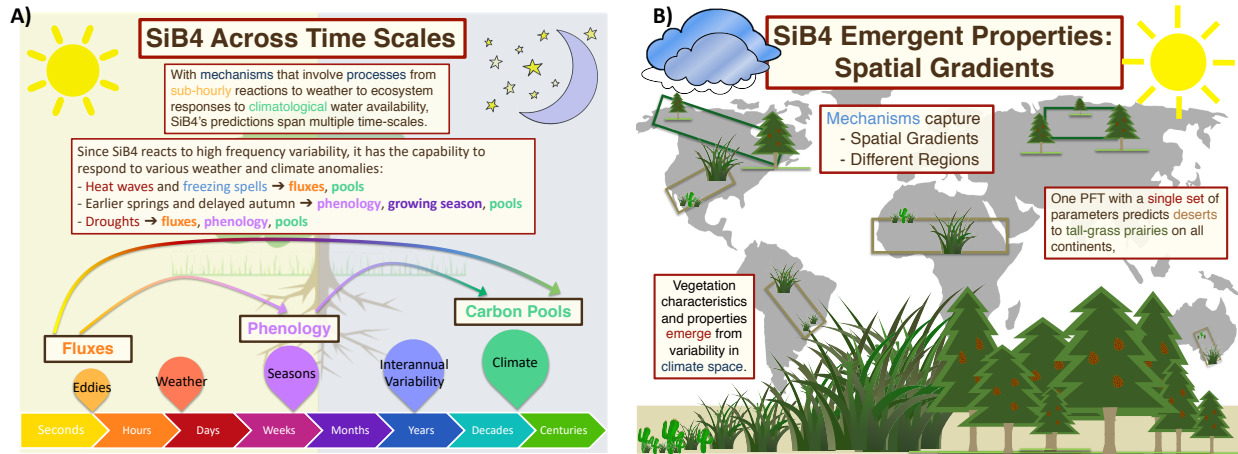 A)
SiB4 Across Time Scales
With mechanisms that involve processes from
sub-hourly reactions to weather to ecosystem
responses to climatological water availability,
SiB4's predictions span multiple time-scales.
Since SiB4 reacts to high frequency variability, it has the capability to
respond to various weather and climate anomalies:
- Heat waves and freezing spells ➔ fluxes, pools
- Earlier springs and delayed autumn ➔ phenology, growing season, pools
- Droughts ➔ fluxes, phenology, pools
Fluxes
Phenology
Carbon Pools
Eddies
Weather
Seasons
Interannual
Variability
Climate
Seconds
Hours
Days
Weeks
Months
Years
Decades
Centuries
B)
SiB4 Emergent Properties:
Spatial Gradients
Mechanisms capture
- Spatial Gradients
- Different Regions
One PFT with a single set of
parameters predicts deserts
to tall-grass prairies on all
continents,
Vegetation
characteristics
and properties
emerge from
variability in
climate space.